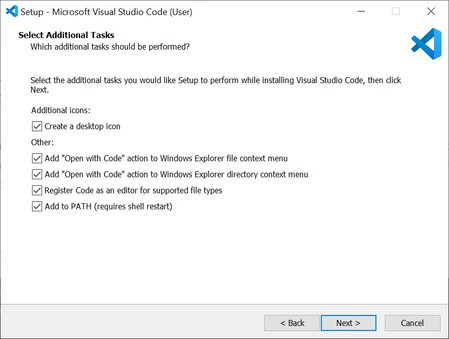 Setup - Microsoft Visual Studio Code (User)
Select Additional Tasks
Which additional tasks should be performed?
Select the additional tasks you would like Setup to perform while installing Visual Studio Code, then click
Next.
Additional icons:
Create a desktop icon
Other:
Add "Open with Code" action to Windows Explorer file context menu
Add "Open with Code" action to Windows Explorer directory context menu
Register Code as an editor for supported file types
Add to PATH (requires shell restart)
< Back Next > Cancel